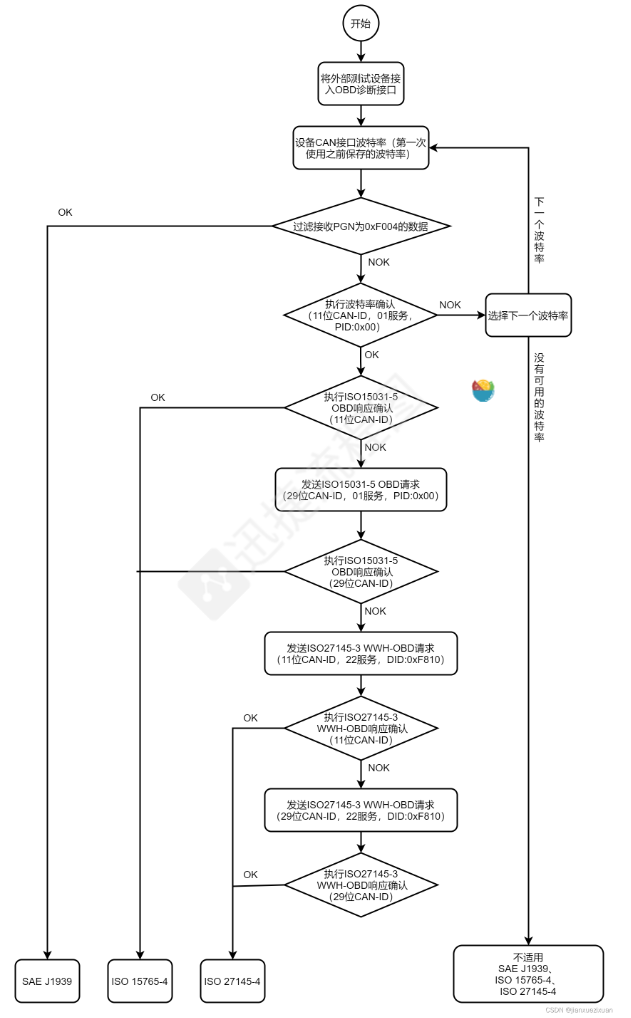 开始
将外部测试设备接
入OBD诊断接口
设备CAN接口波特率（第一次
使用之前保存的波特率）
OK
过滤接收PGN为0xF004的数据
下一个波特率
NOK
执行波特率确认
（11位CAN-ID，01服务，
PID:0x00）
NOK
选择下一个波特率
OK
没有可用的波特率
OK
执行ISO15031-5
OBD响应确认
（11位CAN-ID）
NOK
发送ISO15031-5 OBD请求
（29位CAN-ID，01服务，PID:0x00）
执行ISO15031-5
OBD响应确认
（29位CAN-ID）
NOK
发送ISO27145-3 WWH-OBD请求
（11位CAN-ID，22服务，DID:0xF810）
OK
执行ISO27145-3
WWH-OBD响应确认
（11位CAN-ID）
NOK
发送ISO27145-3 WWH-OBD请求
（29位CAN-ID，22服务，DID:0xF810）
OK
执行ISO27145-3
WWH-OBD响应确认
（29位CAN-ID）
SAE J1939
ISO 15765-4
ISO 27145-4
不适用
SAE J1939、
ISO 15765-4、
ISO 27145-4
迅捷流程图
CSDN @jianxuezixuan